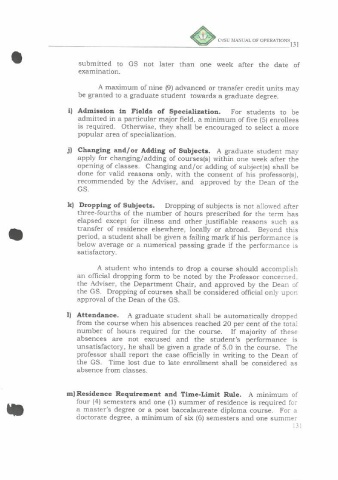 CVSU MANUAL OF OPERATIONS
131
submitted to GS not later than one week after the date of
examination.
A maximum of nine (9) advanced or transfer credit units may
be granted to a graduate student towards a graduate degree.
i) Admission in Fields of Specialization. For students to be
admitted in a particular major field, a minimum of five (5) enrollees
is required. Otherwise, they shall be encouraged to select a more
popular area of specialization.
j) Changing and/or Adding of Subjects. A graduate student may
apply for changing/adding of courses(s) within one week after the
opening of classes. Changing and/or adding of subject(s) shall be
done for valid reasons only, with the consent of his professor(s),
recommended by the Adviser, and approved by the Dean of the
GS.
k) Dropping of Subjects. Dropping of subjects is not allowed after
three-fourths of the number of hours prescribed for the term has
elapsed except for illness and other justifiable reasons such as
transfer of residence elsewhere, locally or abroad. Beyond this
period, a student shall be given a failing mark if his performance is
below average or a numerical passing grade if the performance is
satisfactory.
A student who intends to drop a course should accomplish
an official dropping form to be noted by the Professor concerned,
the Adviser, the Department Chair, and approved by the Dean of
the GS. Dropping of courses shall be considered official only upon
approval of the Dean of the GS.
l) Attendance. A graduate student shall be automatically dropped
from the course when his absences reached 20 per cent of the total
number of hours required for the course. If majority of these
absences are not excused and the student's performance is
unsatisfactory, he shall be given a grade of 5.0 in the course. The
professor shall report the case officially in writing to the Dean of
the GS. Time lost due to late enrollment shall be considered as
absence from classes.
m) Residence Requirement and Time-Limit Rule. A minimum of
four (4) semesters and one (1) summer of residence is required for
a master's degree or a post baccalaureate diploma course. For a
doctorate degree, a minimum of six (6) semesters and one summer